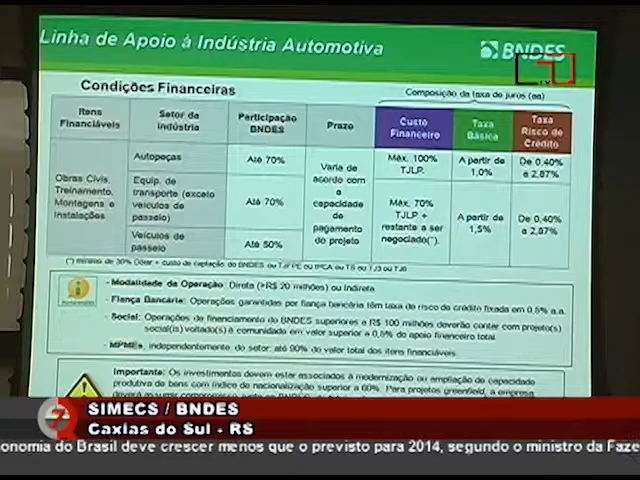 Linha de Apoio à Indústria Automotiva
BNDES
TV
Condições Financeiras
Composição da taxa de juros (aa)
Itens Financiáveis
Setor da Indústria
Participação BNDES
Prazo
Custo Financeiro
Taxa Básica
Taxa Risco de Crédito
Obras Civis, Treinamento, Montagens e Instalações
Autopeças
Até 70%
Varia de acordo com a capacidade de pagamento do projeto
Máx. 100% TJLP.
A partir de 1,0%
De 0,40% a 2,87%
Equip. de transporte (exceto veículos de passeio)
Até 70%
Máx. 70% TJLP + restante a ser negociado(*).
A partir de 1,5%
De 0,40% a 2,87%
Veículos de passeio
Até 50%
- Modalidade da Operação: Direta (>R$ 20 milhões) ou Indireta
- Fiança Bancária: Operações garantidas por fiança bancária têm taxa de risco de crédito fixada em 0,5% a.a.
- Social: Operações de financiamento do BNDES superiores a R$ 100 milhões deverão contar com projeto(s)
social(is) voltado(s) à comunidade em valor superior a 0,5% do apoio financeiro total.
- MPMEs, independentemente do setor: até 90% do valor total dos itens financiáveis.
Importante: Os investimentos devem estar associados à modernização ou ampliação de capacidade
produtiva de bens com índice de nacionalização superior a 60%. Para projetos greenfield, a empresa
SIMECS / BNDES
Caxias do Sul - RS
onomia do Brasil deve crescer menos que o previsto para 2014, segundo o ministro da Faze